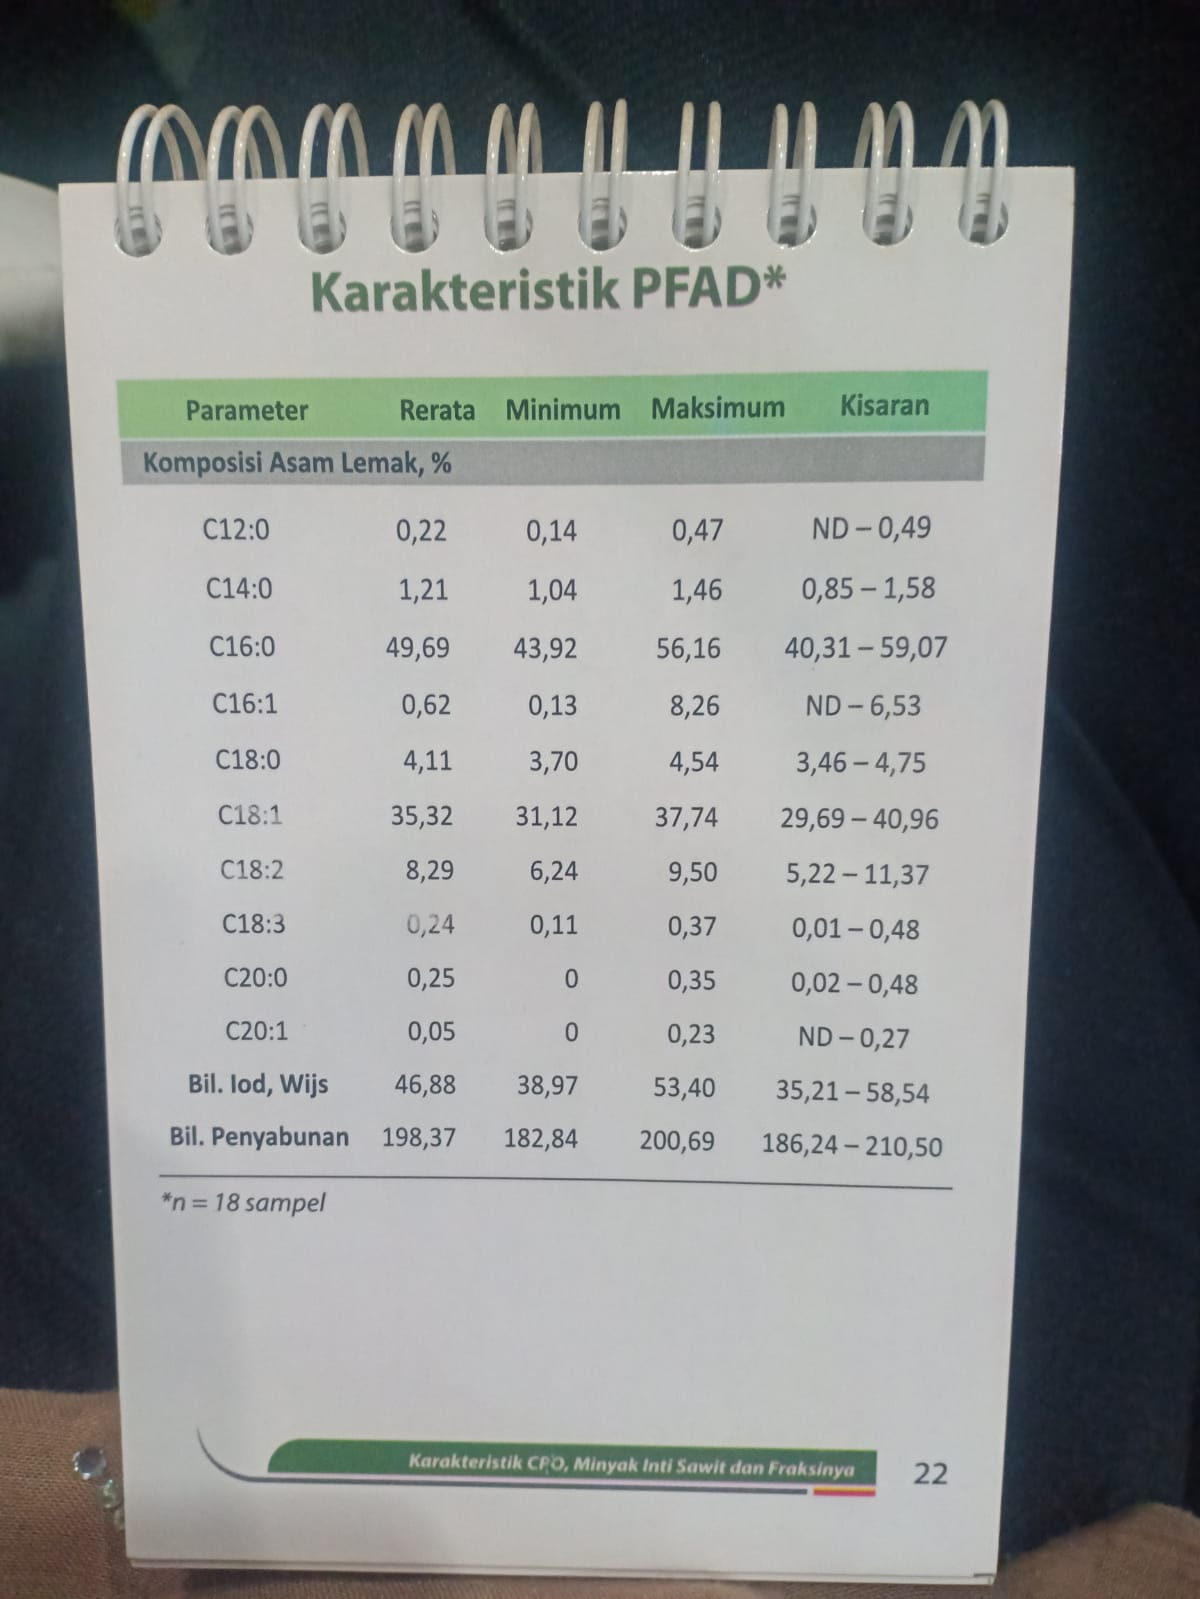 Karakteristik PFAD*
Parameter Rerata Minimum Maksimum Kisaran
Komposisi Asam Lemak, %
C12:0 0,22 0,14 0,47 ND – 0,49
C14:0 1,21 1,04 1,46 0,85 – 1,58
C16:0 49,69 43,92 56,16 40,31 – 59,07
C16:1 0,62 0,13 8,26 ND – 6,53
C18:0 4,11 3,70 4,54 3,46 – 4,75
C18:1 35,32 31,12 37,74 29,69 – 40,96
C18:2 8,29 6,24 9,50 5,22 – 11,37
C18:3 0,24 0,11 0,37 0,01 – 0,48
C20:0 0,25 0 0,35 0,02 – 0,48
C20:1 0,05 0 0,23 ND – 0,27
Bil. Iod, Wijs 46,88 38,97 53,40 35,21 – 58,54
Bil. Penyabunan 198,37 182,84 200,69 186,24 – 210,50
*n = 18 sampel
Karakteristik CPO, Minyak Inti Sawit dan Fraksinya 22